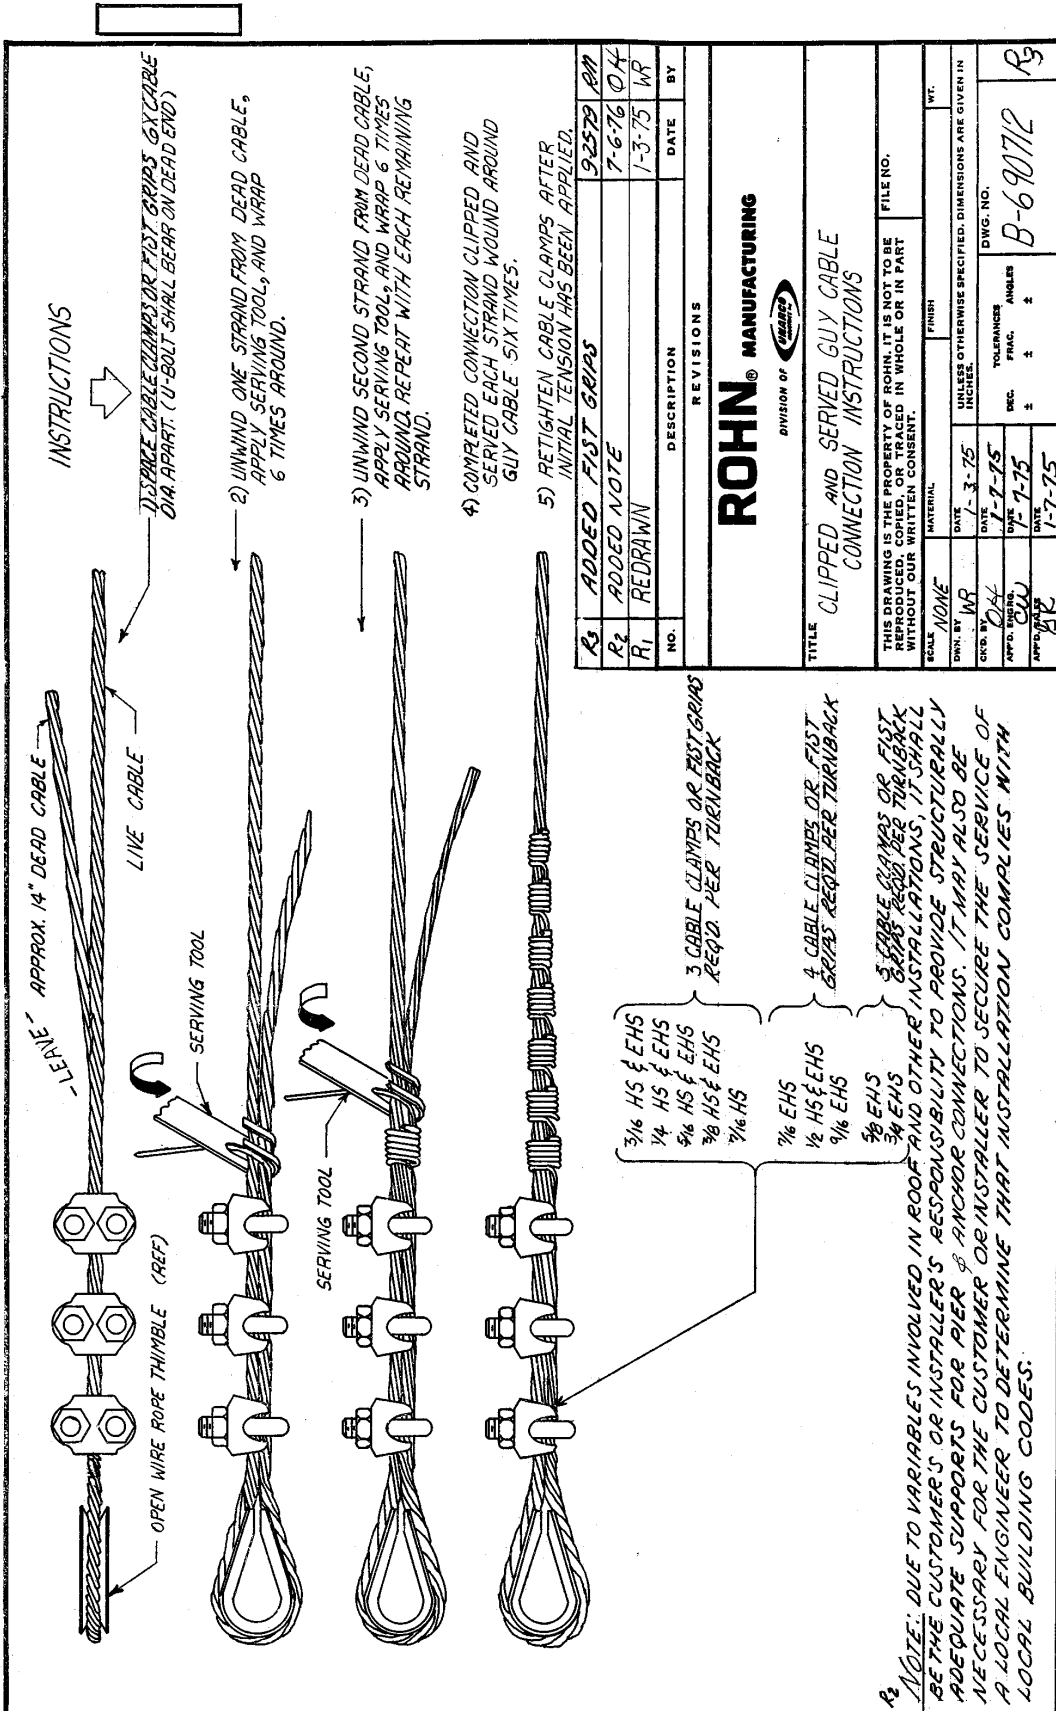 INSTRUCTIONS
1) SPACE CABLE CLAMPS OR FIST GRIPS 6X CABLE
DIA. APART. (U-BOLT SHALL BEAR ON DEAD END)
2) UNWIND ONE STRAND FROM DEAD CABLE,
APPLY SERVING TOOL, AND WRAP
6 TIMES AROUND.
3) UNWIND SECOND STRAND FROM DEAD CABLE,
APPLY SERVING TOOL, AND WRAP 6 TIMES
AROUND. REPEAT WITH EACH REMAINING
STRAND.
4) COMPLETED CONNECTION CLIPPED AND
SERVED EACH STRAND WOUND AROUND
GUY CABLE SIX TIMES.
5) RETIGHTEN CABLE CLAMPS AFTER
INITIAL TENSION HAS BEEN APPLIED.
-LEAVE- APPROX. 14" DEAD CABLE
LIVE CABLE
OPEN WIRE ROPE THIMBLE (REF)
SERVING TOOL
SERVING TOOL
3/16 HS & EHS
1/4 HS & EHS
5/16 HS & EHS
3/8 HS & EHS
7/16 HS
3 CABLE CLAMPS OR FIST GRIPS
REQD. PER TURNBACK
7/16 EHS
1/2 HS & EHS
9/16 EHS
4 CABLE CLAMPS OR FIST
GRIPS REQD. PER TURNBACK
5/8 EHS
3/4 EHS
5 CABLE CLAMPS OR FIST
GRIPS REQD. PER TURNBACK
R2
NOTE: DUE TO VARIABLES INVOLVED IN ROOF AND OTHER INSTALLATIONS, IT SHALL
BE THE CUSTOMER'S OR INSTALLER'S RESPONSIBILITY TO PROVIDE STRUCTURALLY
ADEQUATE SUPPORTS FOR PIER & ANCHOR CONNECTIONS. IT MAY ALSO BE
NECESSARY FOR THE CUSTOMER OR INSTALLER TO SECURE THE SERVICE OF
A LOCAL ENGINEER TO DETERMINE THAT INSTALLATION COMPLIES WITH
LOCAL BUILDING CODES.
R3 ADDED FIST GRIPS 9-25-79 RM
R2 ADDED NOTE 7-6-76 OH
R1 REDRAWN 1-3-75 WR
NO. DESCRIPTION DATE BY
REVISIONS
ROHN® MANUFACTURING
DIVISION OF UNARCO
TITLE CLIPPED AND SERVED GUY CABLE
CONNECTION INSTRUCTIONS
THIS DRAWING IS THE PROPERTY OF ROHN. IT IS NOT TO BE
REPRODUCED, COPIED, OR TRACED IN WHOLE OR IN PART
WITHOUT OUR WRITTEN CONSENT.
FILE NO.
SCALE NONE MATERIAL FINISH WT.
DWN. BY WR DATE 1-3-75
CK'D. BY OH DATE 1-7-75
APP'D. ENGRG. CW DATE 1-7-75
APP'D. SALES DATE 1-7-75
UNLESS OTHERWISE SPECIFIED, DIMENSIONS ARE GIVEN IN
INCHES.
TOLERANCES
DEC. FRAC. ANGLES
± ± ±
DWG. NO.
B-690712 R3